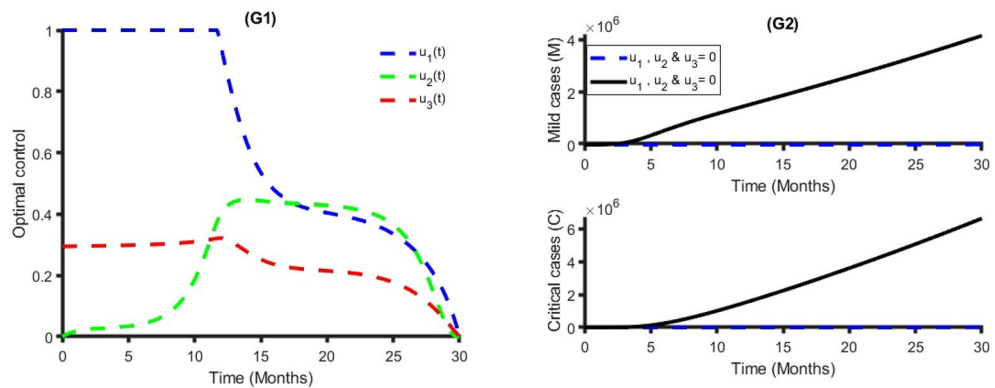 (G1)
1
0.8
0.6
0.4
0.2
0
Optimal control
u1(t)
u2(t)
u3(t)
0 5 10 15 20 25 30
Time (Months)
(G2)
×10^6
4
2
0
Mild cases (M)
u1 , u2 & u3= 0
u1 , u2 & u3= 0
0 5 10 15 20 25 30
Time (Months)
×10^6
6
4
2
0
Critical cases (C)
0 5 10 15 20 25 30
Time (Months)